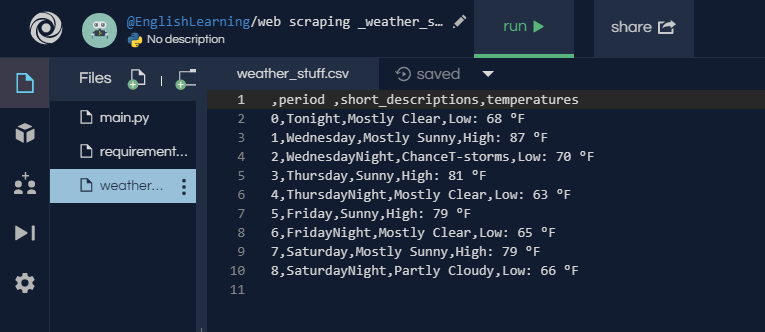 @EnglishLearning/web scraping _weather_s...
No description
run
share
Files
weather_stuff.csv
saved
main.py
requirement...
weather...
1 ,period ,short_descriptions,temperatures
2 0,Tonight,Mostly Clear,Low: 68 °F
3 1,Wednesday,Mostly Sunny,High: 87 °F
4 2,WednesdayNight,ChanceT-storms,Low: 70 °F
5 3,Thursday,Sunny,High: 81 °F
6 4,ThursdayNight,Mostly Clear,Low: 63 °F
7 5,Friday,Sunny,High: 79 °F
8 6,FridayNight,Mostly Clear,Low: 65 °F
9 7,Saturday,Mostly Sunny,High: 79 °F
10 8,SaturdayNight,Partly Cloudy,Low: 66 °F
11